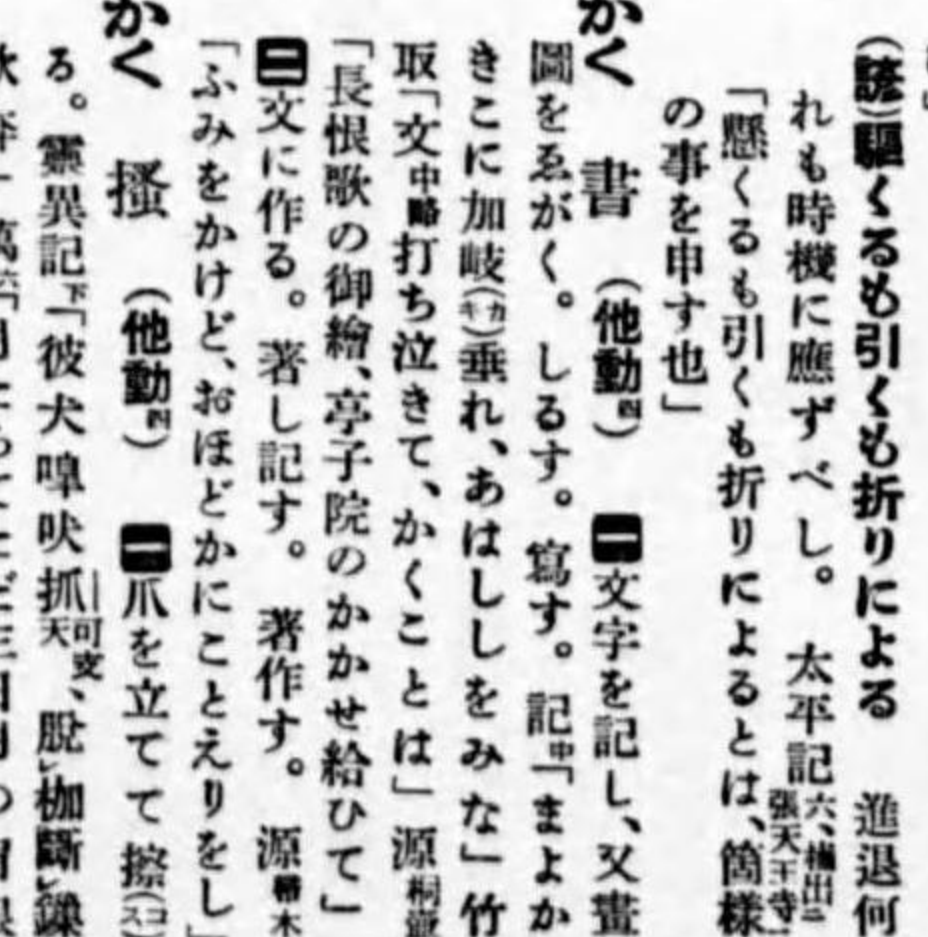 （諺）驅くるも引くも折りによる　進退何
れも時機に應ずべし。　太平記六、楠出ニ張天王寺一
「懸くるも引くも折りによるとは、箇樣
の事を申す也」
かく　書　（他動四）　一文字を記し、又畫
圖をゑがく。しるす。寫す。記中「まよか
きこに加岐（カキ）垂れ、あはししをみな」竹
取「文中略打ち泣きて、かくことは」源桐壺
「長恨歌の御繪、亭子院のかかせ給ひて」
二文に作る。著し記す。　著作す。　源帚木
「ふみをかけど、おほどかにことえりをし」
かく　搔　（他動四）　一爪を立てて擦（コス
る。靈異記下「彼犬嘷吠抓可攴天、脫レ枷斷レ鏁